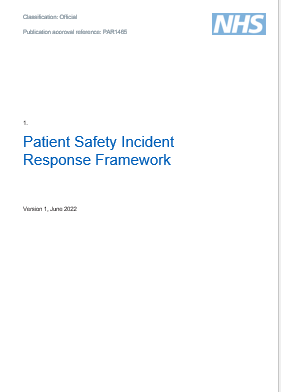 Classification: Official
Publication approval reference: PAR1465
NHS
1.
Patient Safety Incident
Response Framework
Version 1, June 2022